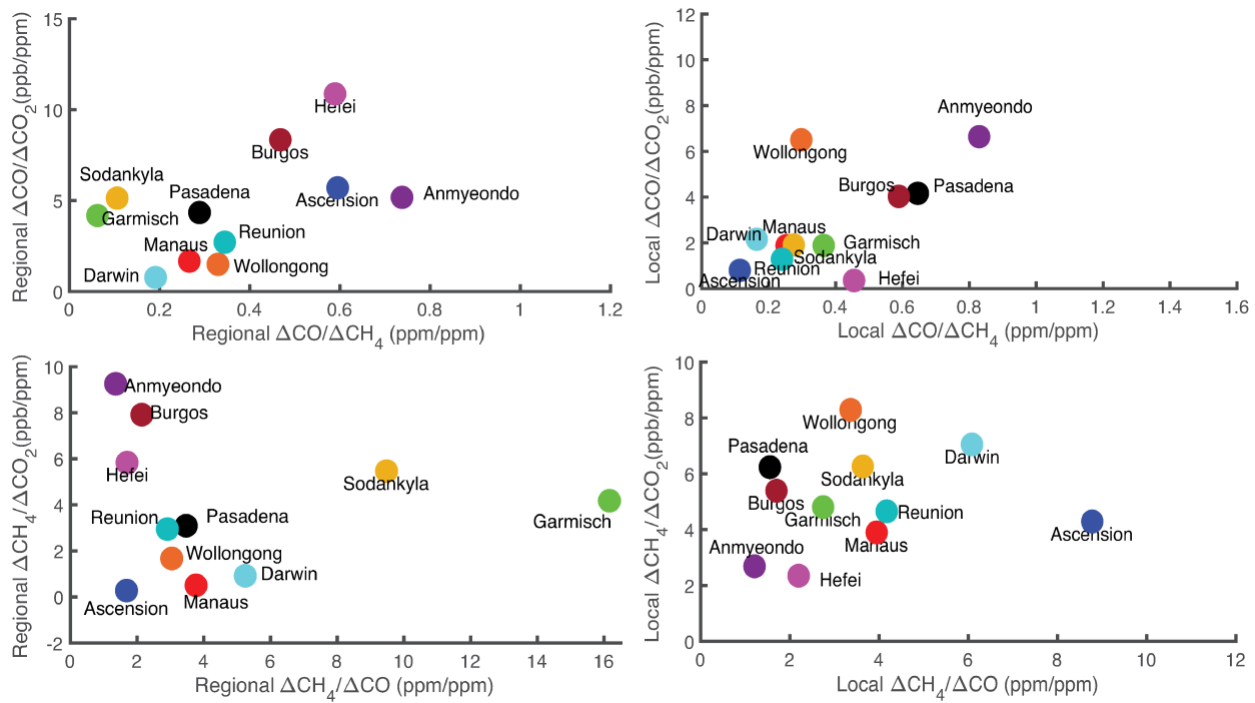 15
10
5
0
0
0.2
0.4
0.6
0.8
1
1.2
Regional ΔCO/ΔCO₂(ppb/ppm)
Regional ΔCO/ΔCH₄ (ppm/ppm)
Hefei
Burgos
Sodankyla
Pasadena
Ascension
Anmyeondo
Garmisch
Reunion
Manaus
Wollongong
Darwin
12
10
8
6
4
2
0
0
0.2
0.4
0.6
0.8
1
1.2
1.4
1.6
Local ΔCO/ΔCO₂(ppb/ppm)
Local ΔCO/ΔCH₄ (ppm/ppm)
Anmyeondo
Wollongong
Burgos
Pasadena
Darwin
Manaus
Garmisch
Sodankyla
Reunion
Ascension
Hefei
10
8
6
4
2
0
-2
0
2
4
6
8
10
12
14
16
Regional ΔCH₄/ΔCO₂(ppb/ppm)
Regional ΔCH₄/ΔCO (ppm/ppm)
Anmyeondo
Burgos
Hefei
Sodankyla
Garmisch
Reunion
Pasadena
Wollongong
Darwin
Ascension
Manaus
10
8
6
4
2
0
0
2
4
6
8
10
12
Local ΔCH₄/ΔCO₂(ppb/ppm)
Local ΔCH₄/ΔCO (ppm/ppm)
Wollongong
Pasadena
Darwin
Sodankyla
Burgos
Garmisch
Reunion
Ascension
Manaus
Anmyeondo
Hefei